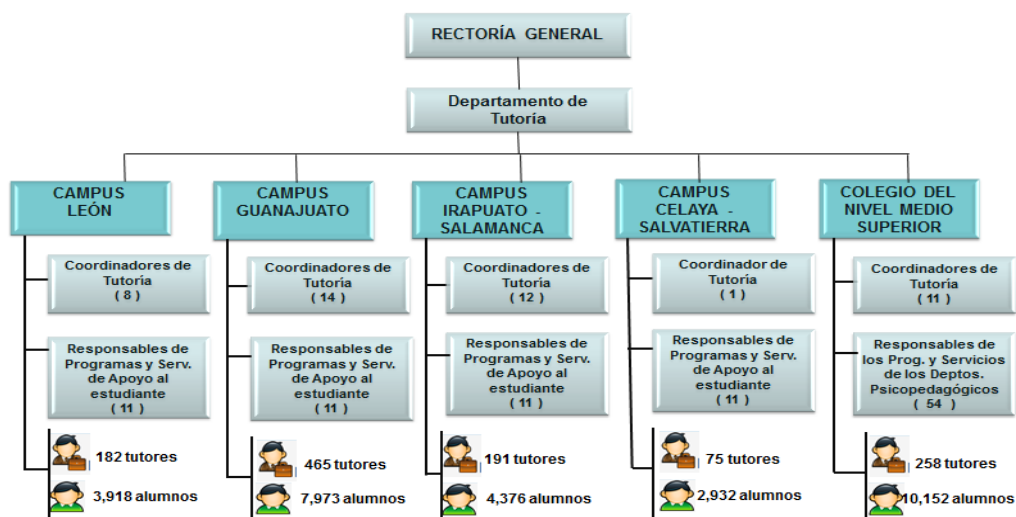 RECTORÍA GENERAL
Departamento de
Tutoría
CAMPUS
LEÓN
Coordinadores de
Tutoría
( 8 )
Responsables de
Programas y Serv.
de Apoyo al
estudiante
( 11 )
182 tutores
3,918 alumnos
CAMPUS
GUANAJUATO
Coordinadores de
Tutoría
( 14 )
Responsables de
Programas y Serv.
de Apoyo al
estudiante
( 11 )
465 tutores
7,973 alumnos
CAMPUS
IRAPUATO -
SALAMANCA
Coordinadores de
Tutoría
( 12 )
Responsables de
Programas y Serv.
de Apoyo al
estudiante
( 11 )
191 tutores
4,376 alumnos
CAMPUS
CELAYA -
SALVATIERRA
Coordinador de
Tutoría
( 1 )
Responsables de
Programas y Serv.
de Apoyo al
estudiante
( 11 )
75 tutores
2,932 alumnos
COLEGIO DEL
NIVEL MEDIO
SUPERIOR
Coordinadores de
Tutoría
( 11 )
Responsables de
los Prog. y Servicios
de los Deptos.
Psicopedagógicos
( 54 )
258 tutores
10,152 alumnos